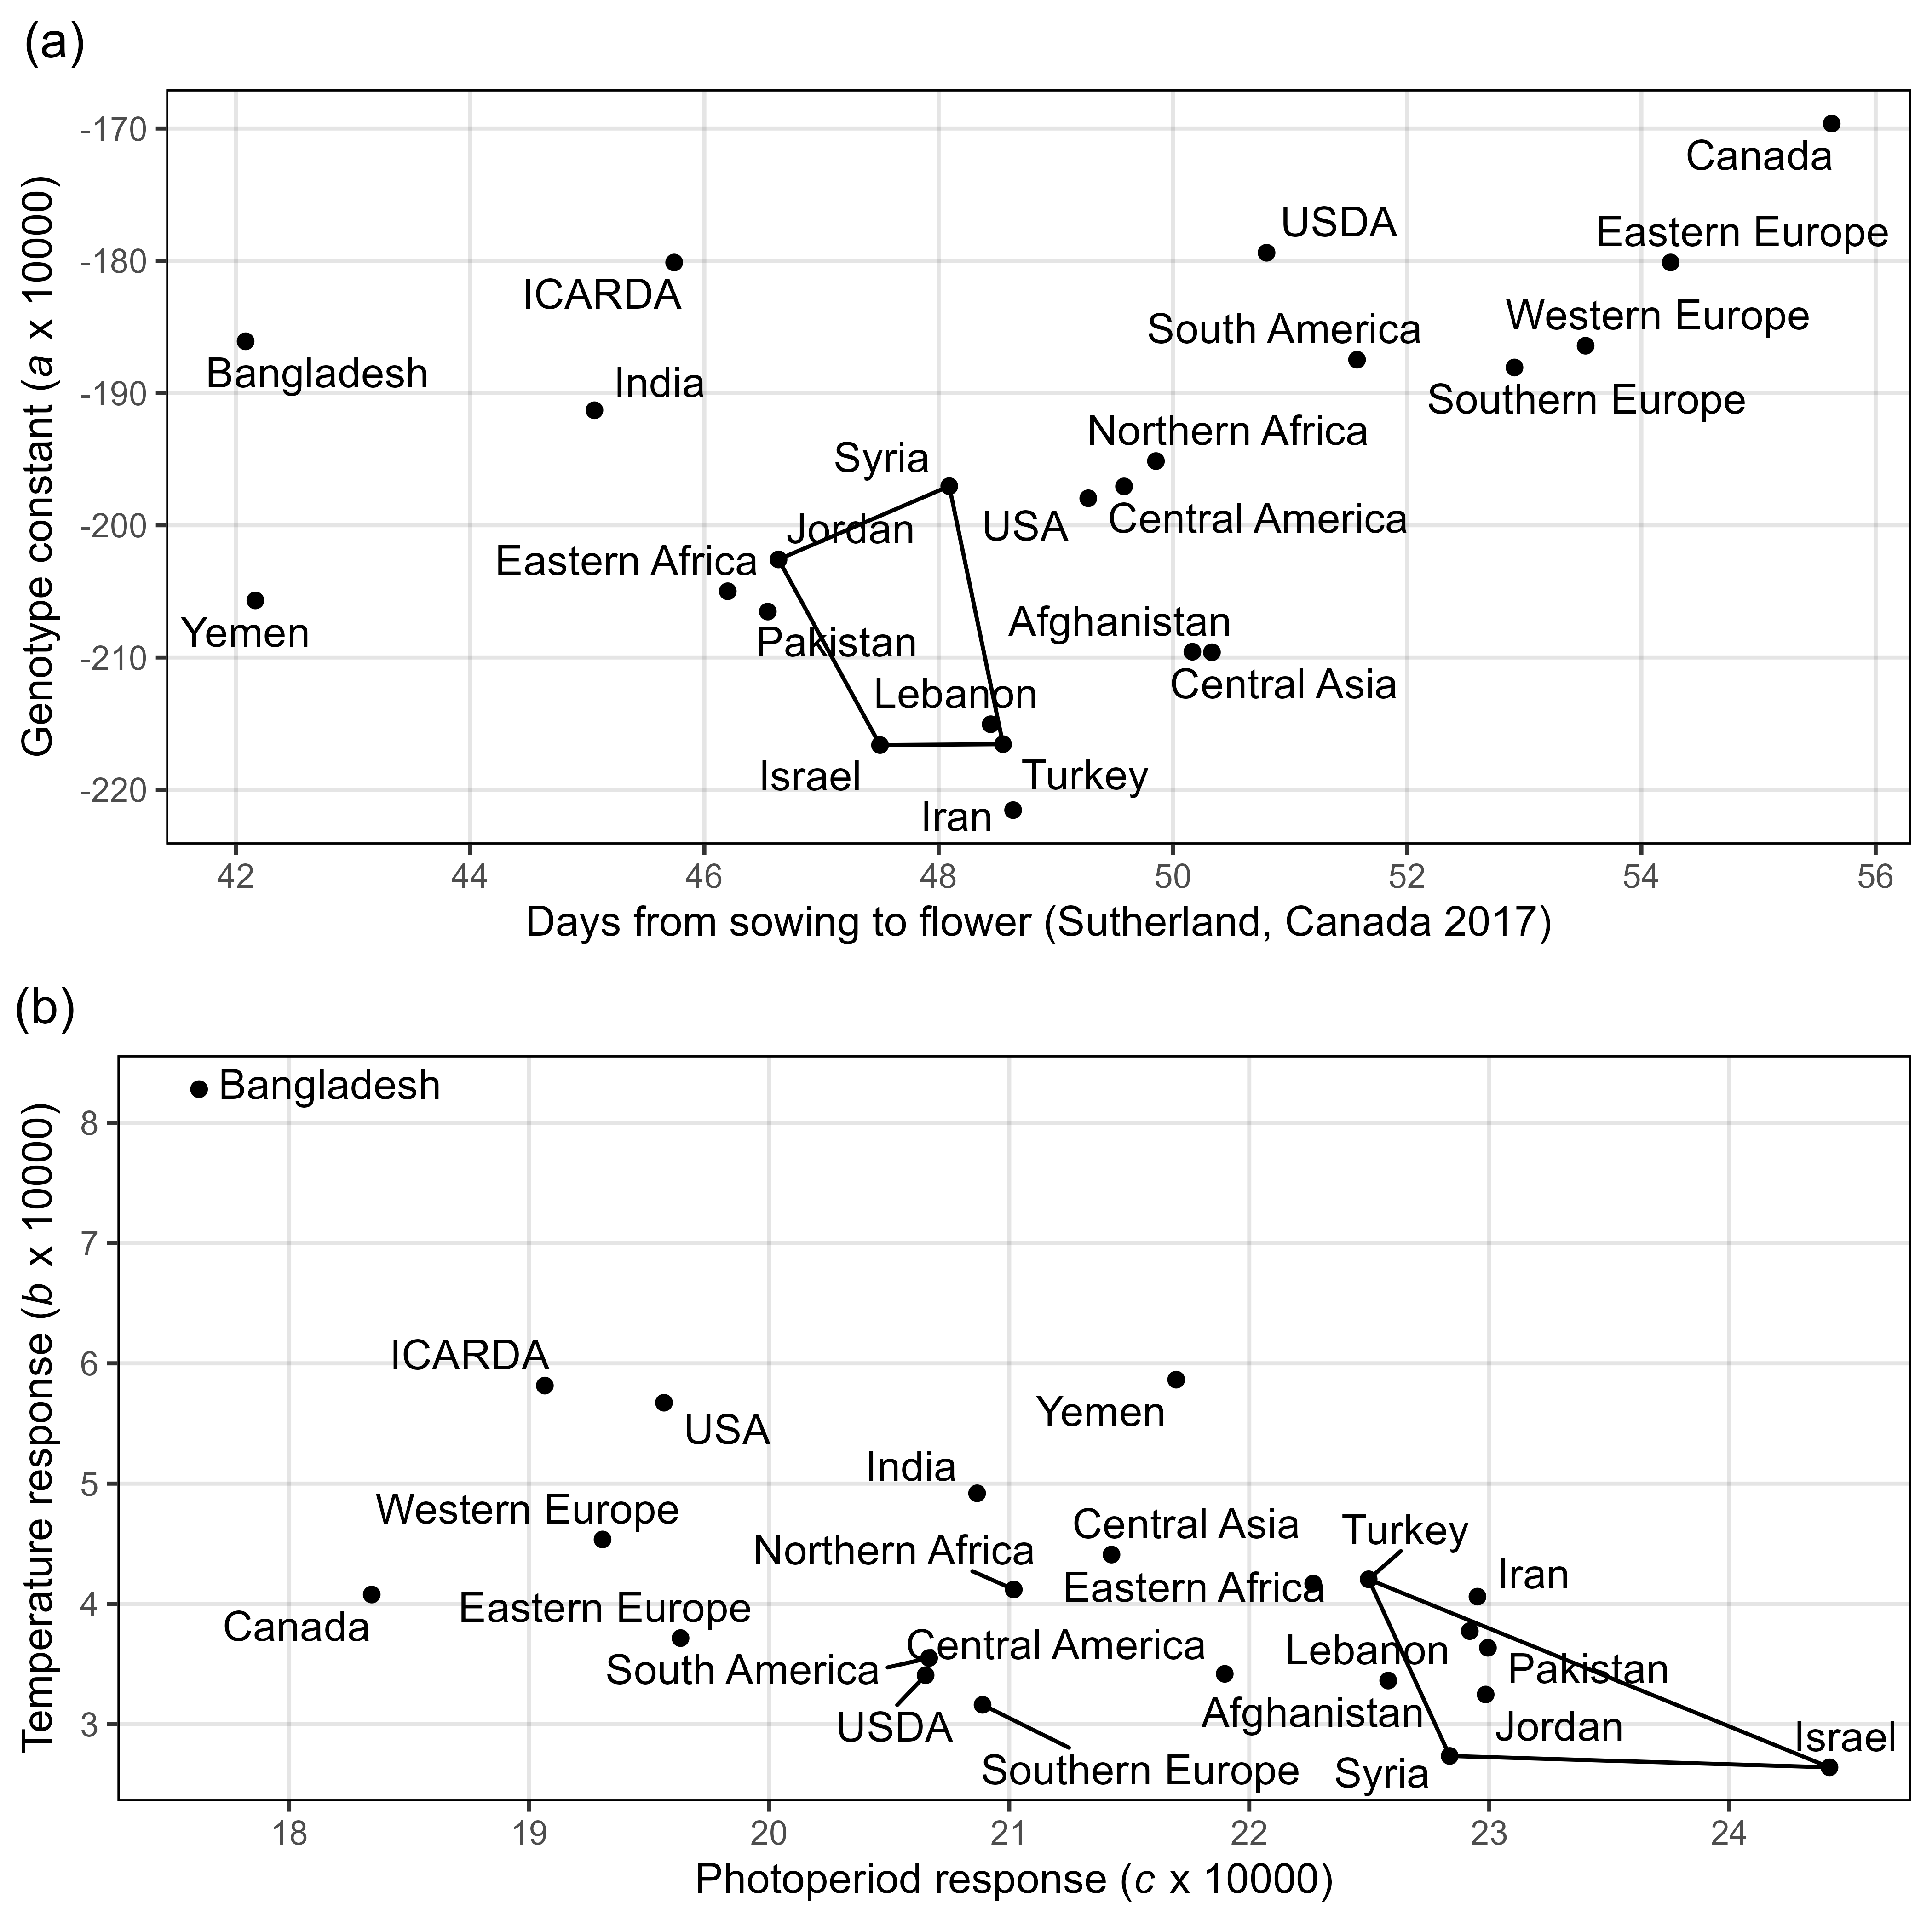 (a)
Genotype constant (a x 10000)
-170
-180
-190
-200
-210
-220
Canada
USDA
Eastern Europe
ICARDA
Western Europe
South America
Bangladesh
India
Southern Europe
Northern Africa
Syria
USA
Central America
Jordan
Eastern Africa
Yemen
Pakistan
Afghanistan
Central Asia
Lebanon
Israel
Turkey
Iran
42
44
46
48
50
52
54
56
Days from sowing to flower (Sutherland, Canada 2017)
(b)
Temperature response (b x 10000)
8
7
6
5
4
3
Bangladesh
ICARDA
USA
Yemen
India
Western Europe
Central Asia
Turkey
Northern Africa
Iran
Eastern Africa
Canada
Eastern Europe
Central America
Lebanon
South America
Pakistan
Afghanistan
USDA
Jordan
Israel
Southern Europe
Syria
18
19
20
21
22
23
24
Photoperiod response (c x 10000)